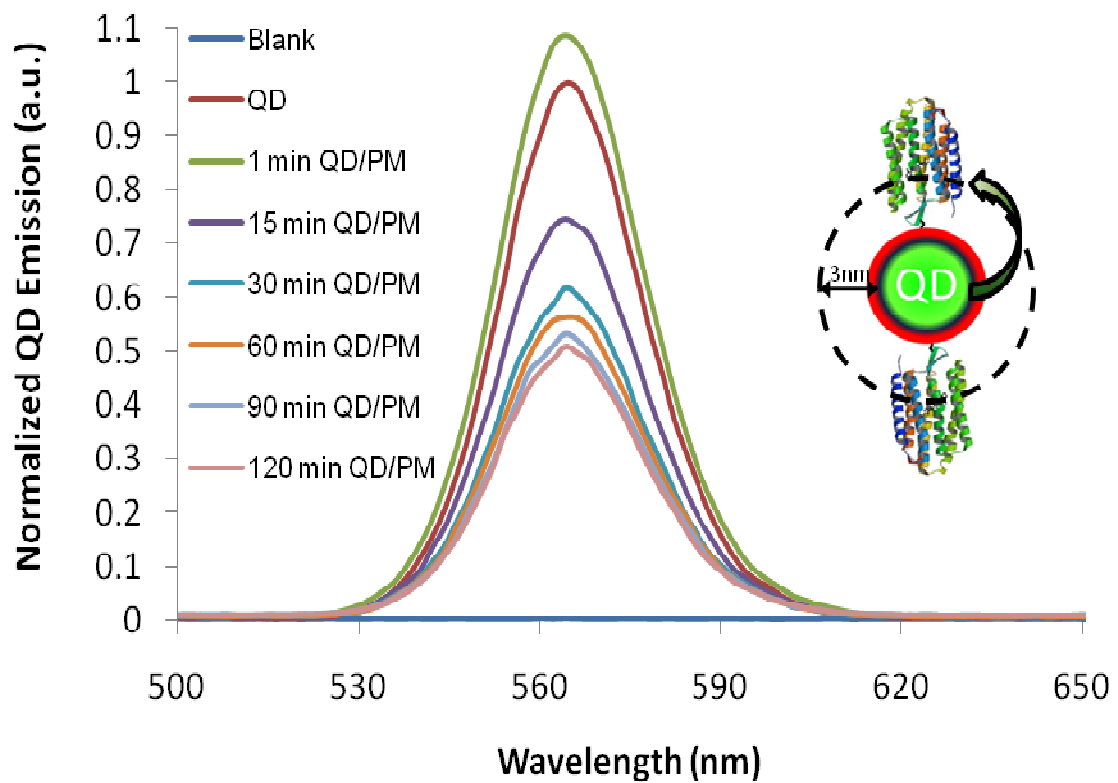 Normalized QD Emission (a.u.)
1.1
1
0.9
0.8
0.7
0.6
0.5
0.4
0.3
0.2
0.1
0
Blank
QD
1 min QD/PM
15 min QD/PM
30 min QD/PM
60 min QD/PM
90 min QD/PM
120 min QD/PM
3nm
QD
500 530 560 590 620 650
Wavelength (nm)